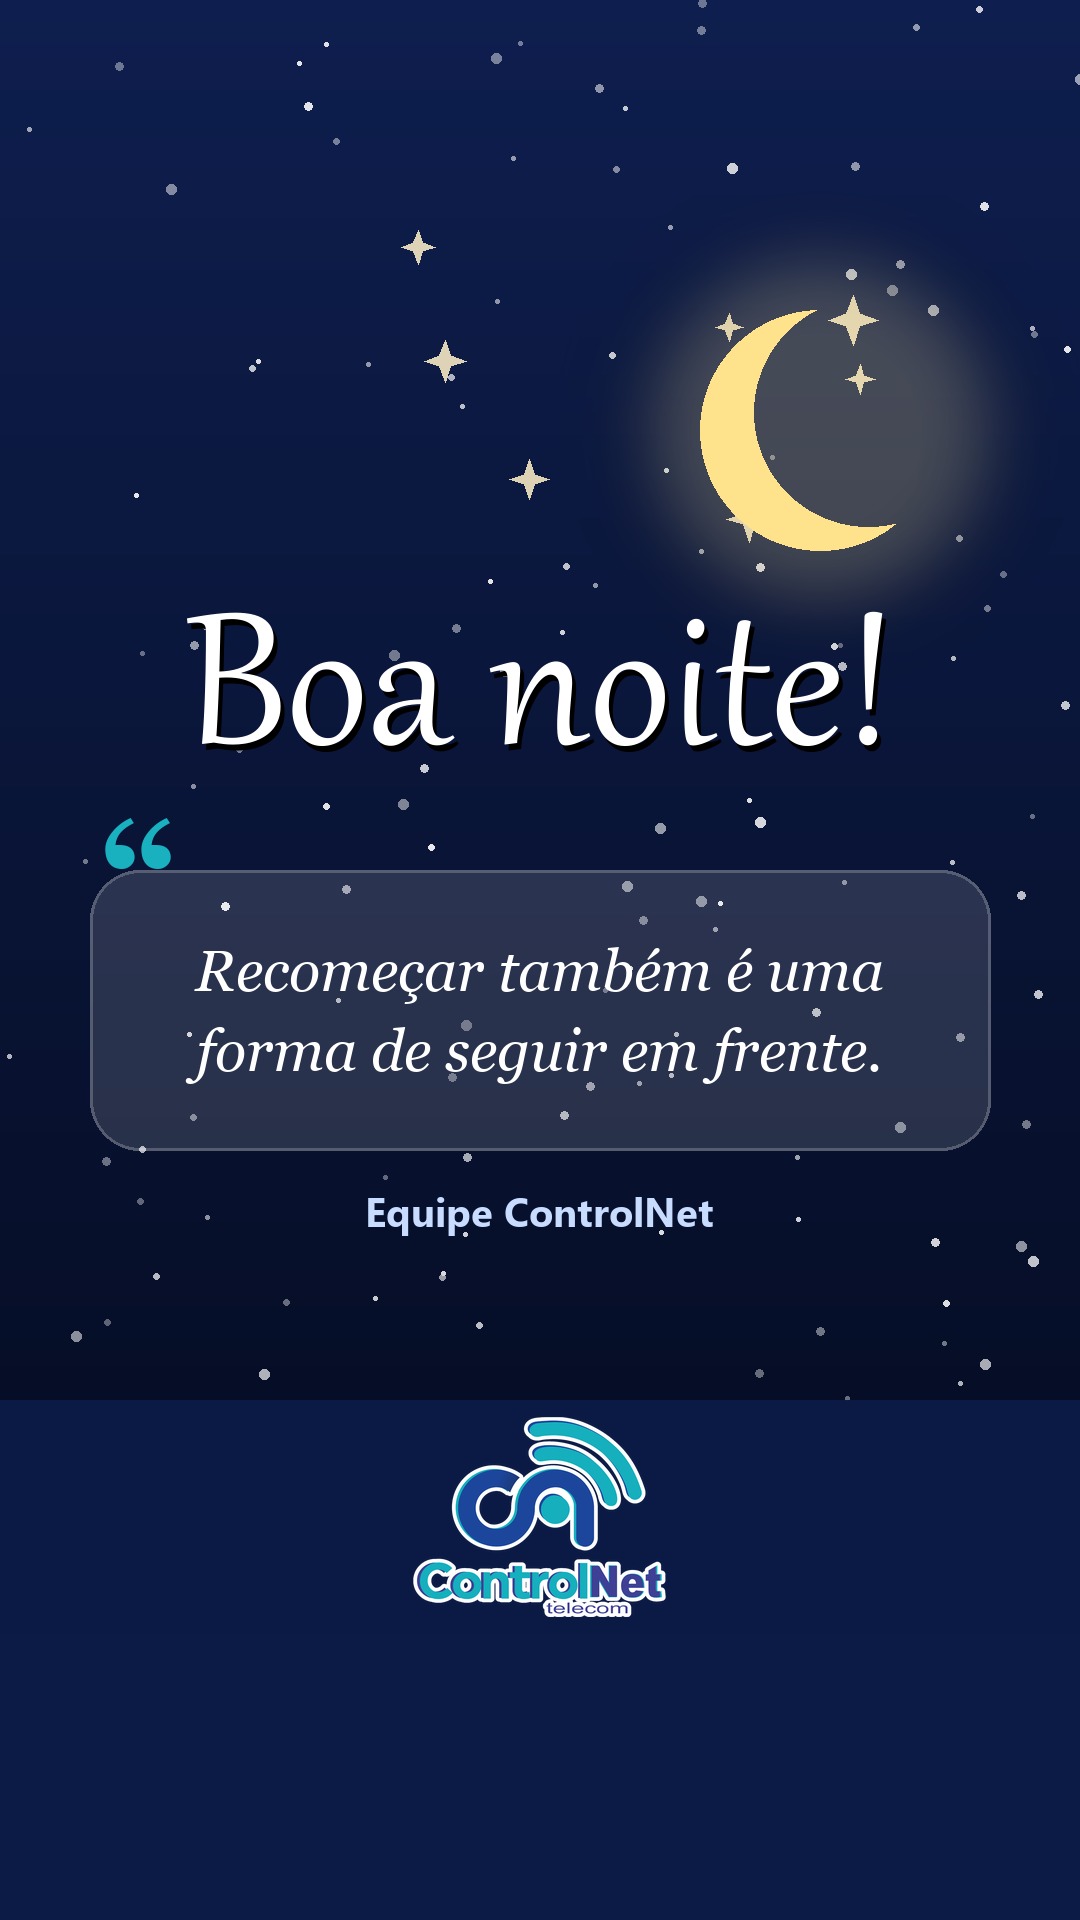 Boa noite!
“
Recomeçar também é uma
forma de seguir em frente.
Equipe ControlNet
ControlNet
telecom